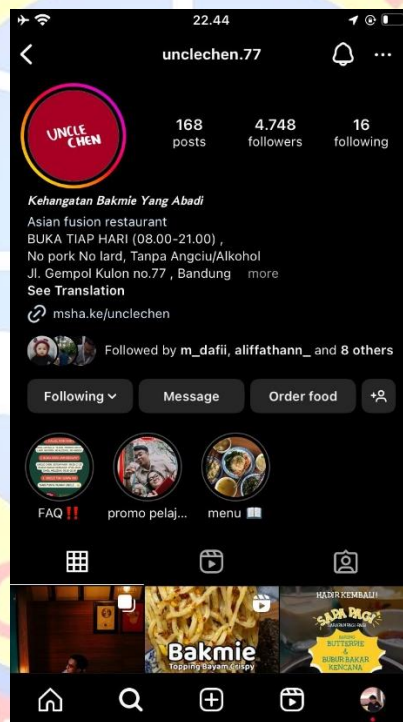 22.44
unclechen.77
UNCLE
CHEN
168
posts
4.748
followers
16
following
Kehangatan Bakmie Yang Abadi
Asian fusion restaurant
BUKA TIAP HARI (08.00-21.00) ,
No pork No lard, Tanpa Angciu/Alkohol
Jl. Gempol Kulon no.77 , Bandung more
See Translation
msha.ke/unclechen
Followed by m_dafii, aliffathann_ and 8 others
Following
Message
Order food
FAQ‼️
promo pelaj...
menu 📖
Bakmie
Topping Bayam Crispy
HADIR KEMBALI!
SAPA PAGI
BUTTERHE
BUBUR BAKAR
KENCANA